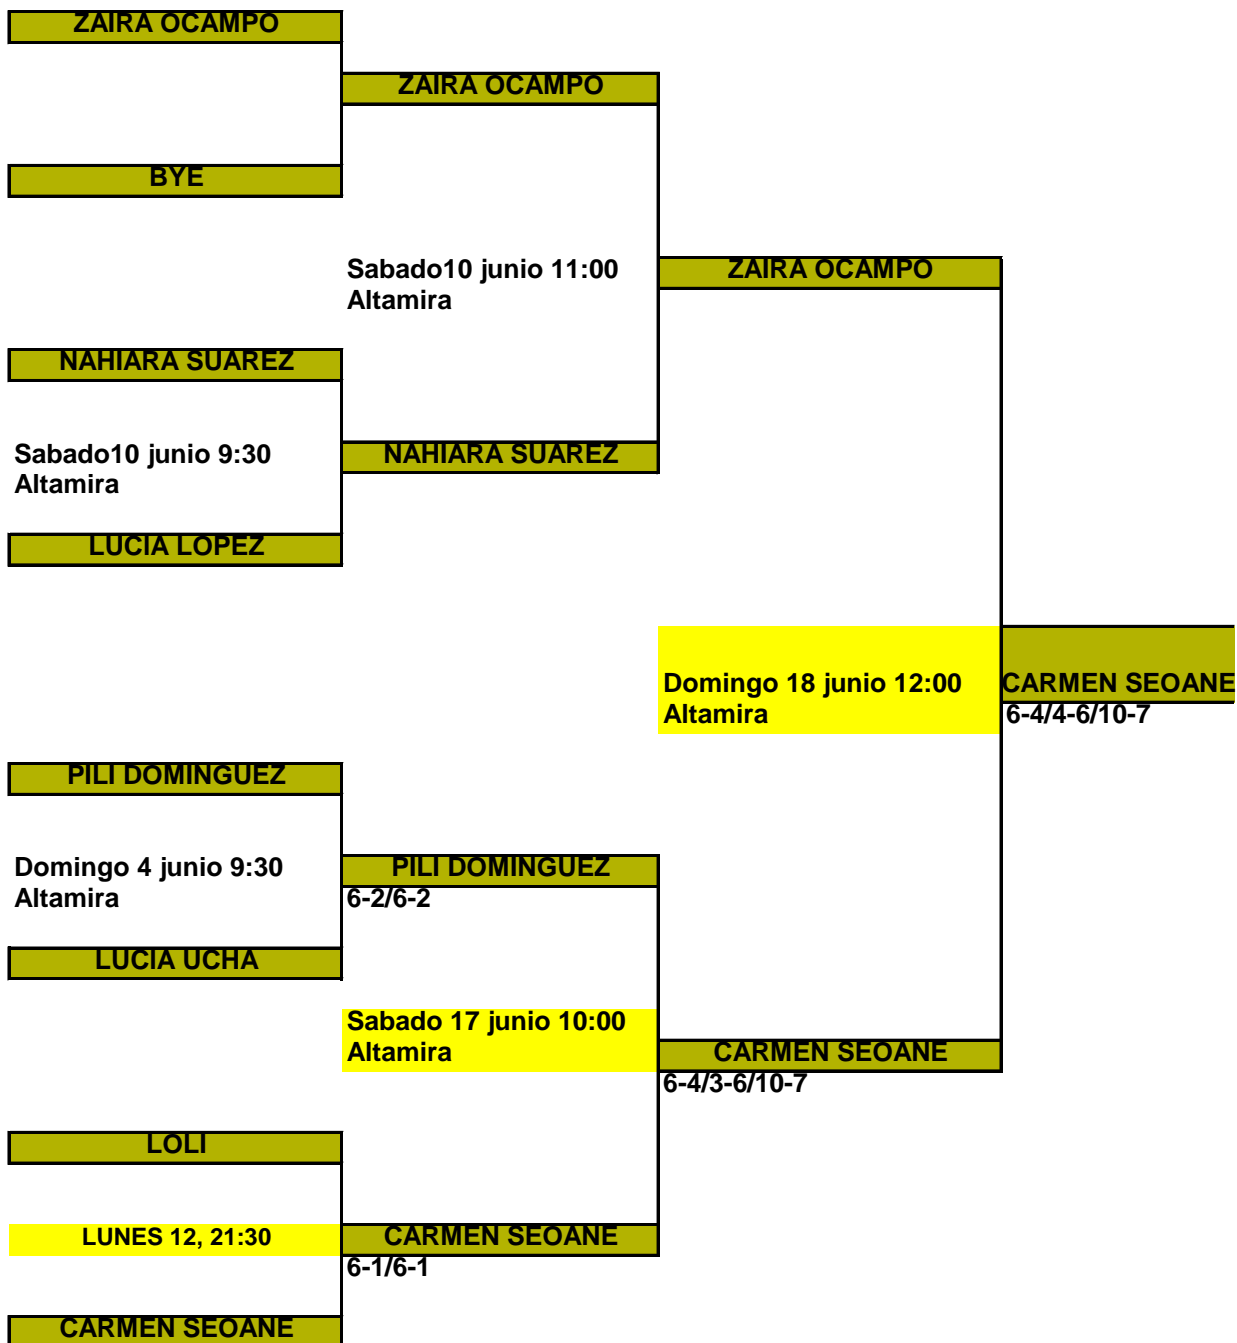 ZAIRA OCAMPO
ZAIRA OCAMPO
BYE
Sabado10 junio 11:00
Altamira
ZAIRA OCAMPO
NAHIARA SUAREZ
Sabado10 junio 9:30
Altamira
NAHIARA SUAREZ
LUCIA LOPEZ
Domingo 18 junio 12:00
Altamira
CARMEN SEOANE
6-4/4-6/10-7
PILI DOMINGUEZ
Domingo 4 junio 9:30
Altamira
PILI DOMINGUEZ
6-2/6-2
LUCIA UCHA
Sabado 17 junio 10:00
Altamira
CARMEN SEOANE
6-4/3-6/10-7
LOLI
LUNES 12, 21:30
CARMEN SEOANE
6-1/6-1
CARMEN SEOANE